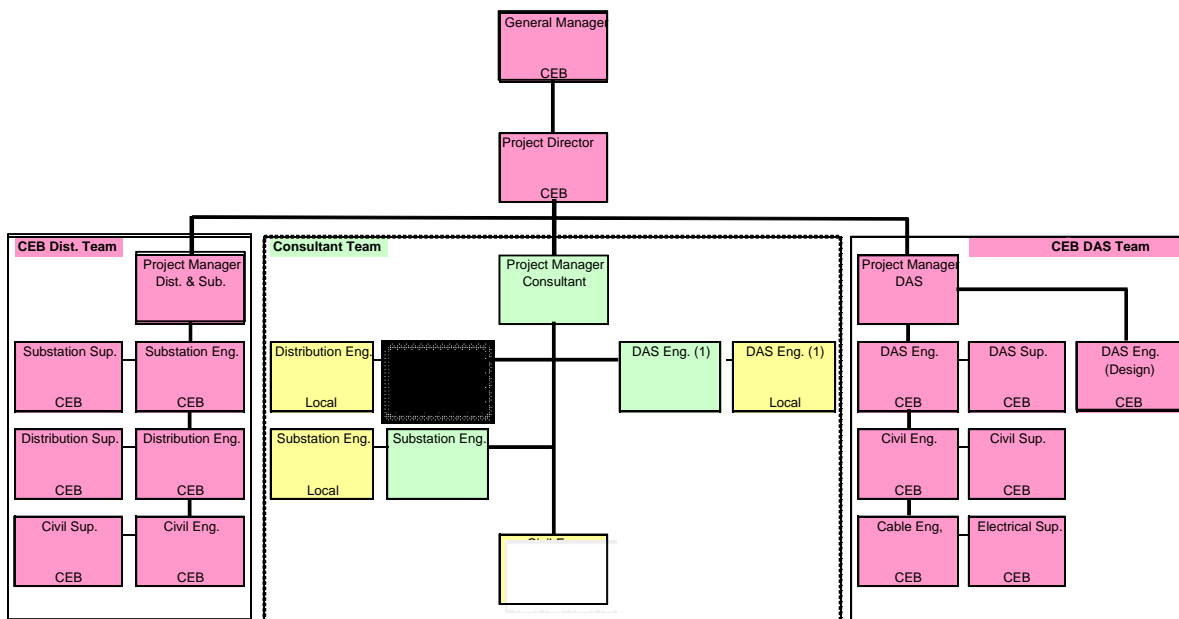 General Manager
CEB
Project Director
CEB
CEB Dist. Team
Consultant Team
CEB DAS Team
Project Manager
Dist. & Sub.
Project Manager
Consultant
Project Manager
DAS
Substation Sup.
CEB
Substation Eng.
CEB
Distribution Eng.
Local
DAS Eng. (1)
DAS Eng. (1)
Local
DAS Eng.
CEB
DAS Sup.
CEB
DAS Eng.
(Design)
CEB
Distribution Sup.
CEB
Distribution Eng.
CEB
Substation Eng.
Local
Substation Eng.
Civil Eng.
CEB
Civil Sup.
CEB
Civil Sup.
CEB
Civil Eng.
CEB
Cable Eng,
CEB
Electrical Sup.
CEB